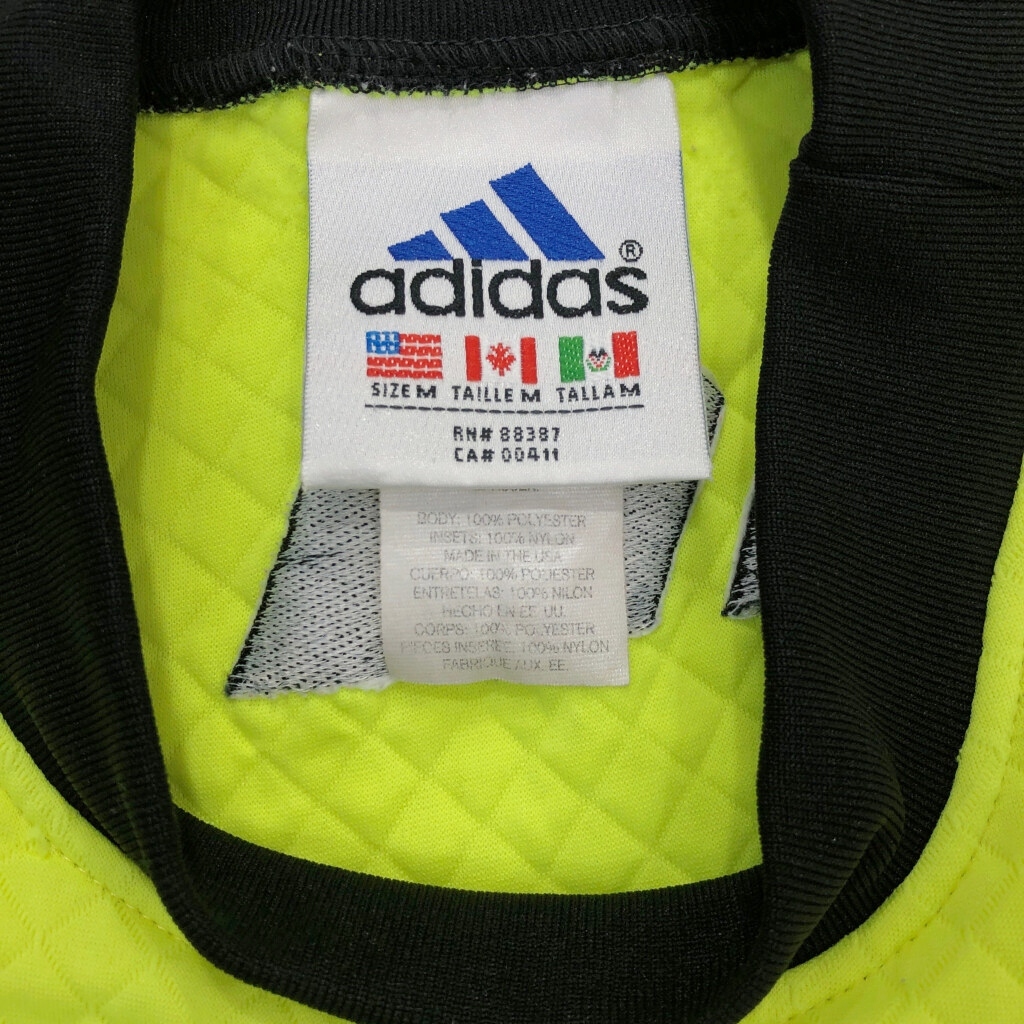 adidas®
SIZE M TAILLE M TALLA M
RN# 88387
CA# 00411
BODY: 100% POLYESTER
INSETS: 100% NYLON
MADE IN THE USA
CUERPO: 100% POLIESTER
ENTRETELAS: 100% NILON
HECHO EN EE. UU.
CORPS: 100% POLYESTER
PIECES INSEREE: 100% NYLON
FABRIQUE AUX. EE.